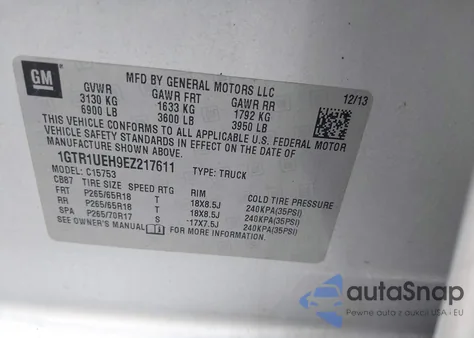 GM
MFD BY GENERAL MOTORS LLC
GVWR GAWR FRT GAWR RR
3130 KG 1633 KG 1792 KG
6900 LB 3600 LB 3950 LB
12/13
THIS VEHICLE CONFORMS TO ALL APPLICABLE U.S. FEDERAL MOTOR
VEHICLE SAFETY STANDARDS IN EFFECT ON THE DATE OF
MANUFACTURE SHOWN ABOVE.
1GTR1UEH9EZ217611 TYPE: TRUCK
MODEL: C15753
CB87 TIRE SIZE SPEED RTG RIM COLD TIRE PRESSURE
FRT P265/65R18 T 18X8.5J 240KPA(35PSI)
RR P265/65R18 T 18X8.5J 240KPA(35PSI)
SPA P265/70R17 S 17X7.5J 240KPA(35PSI)
SEE OWNER'S MANUAL FOR MORE INFORMATION.
autoSnap
Pewne auta z aukcji USA - EU